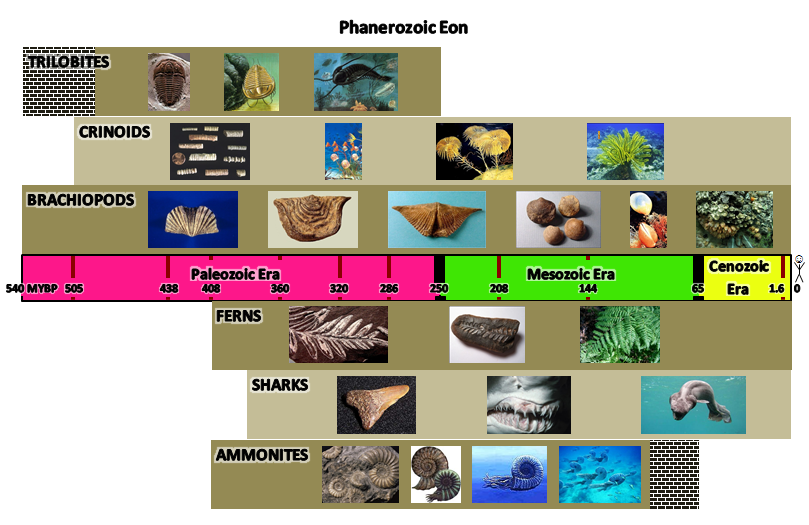 Phanerozoic Eon
TRILOBITES
CRINOIDS
BRACHIOPODS
Paleozoic Era
Mesozoic Era
Cenozoic
Era
540 MYBP 505 438 408 360 320 286 250 208 144 65 1.6 0
FERNS
SHARKS
AMMONITES